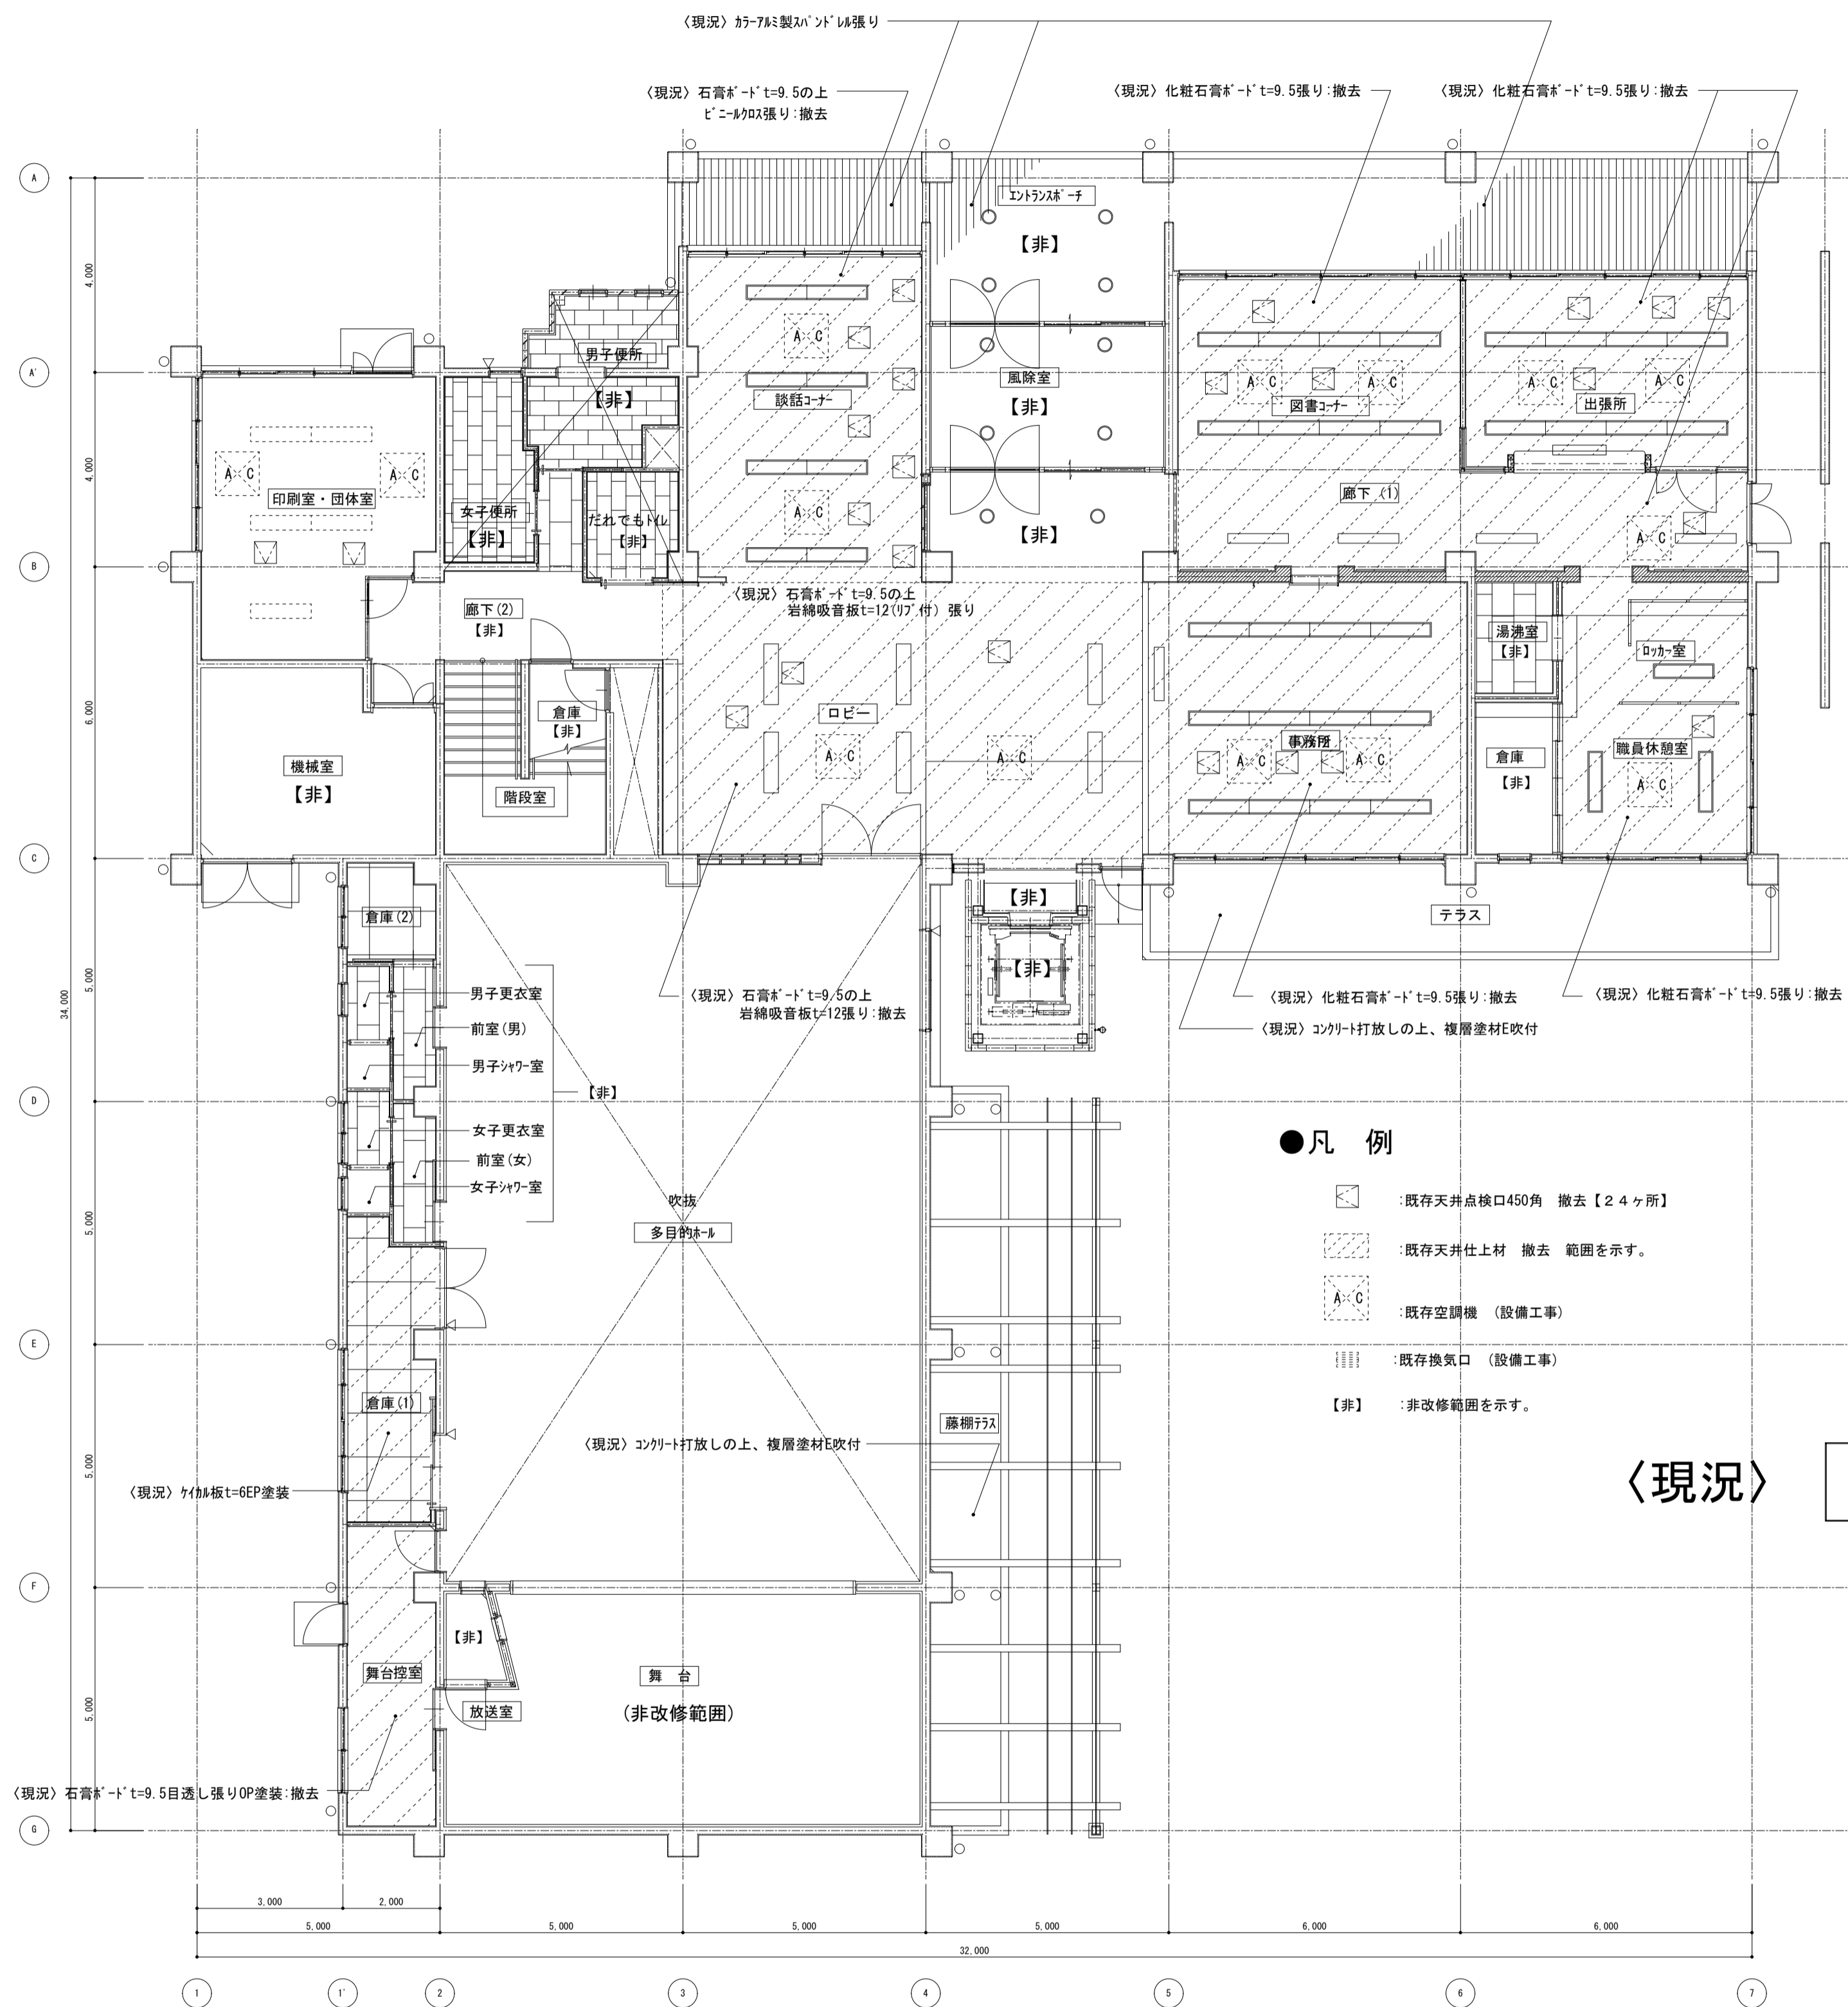 〈現況〉カラーアルミ製スパンドレル張り
〈現況〉石膏ボードt=9.5の上
ビニールクロス張り:撤去
〈現況〉化粧石膏ボードt=9.5張り:撤去
〈現況〉化粧石膏ボードt=9.5張り:撤去
A
エントランスポーチ
【非】
4,000
男子便所
【非】
A'
A C
談話コーナー
風除室
【非】
A C
A C
図書コーナー
A C
A C
出張所
A C
A C
印刷室・団体室
4,000
女子便所
【非】
だれでもトイレ
【非】
A C
【非】
廊下(1)
A C
B
廊下(2)
【非】
〈現況〉石膏ボードt=9.5の上
岩綿吸音板t=12(リブ付)張り
湯沸室
【非】
ロッカー室
6,000
倉庫
【非】
ロビー
A C
A C
事務所
A C
A C
倉庫
【非】
職員休憩室
A C
機械室
【非】
階段室
C
倉庫(2)
【非】
【非】
テラス
34,000
5,000
男子更衣室
前室(男)
男子シャワー室
【非】
女子更衣室
前室(女)
女子シャワー室
〈現況〉石膏ボードt=9.5の上
岩綿吸音板t=12張り:撤去
〈現況〉化粧石膏ボードt=9.5張り:撤去
〈現況〉化粧石膏ボードt=9.5張り:撤去
〈現況〉コンクリート打放しの上、複層塗材E吹付
D
●凡　例
:既存天井点検口450角　撤去【２４ヶ所】
:既存天井仕上材　撤去　範囲を示す。
A C
:既存空調機　(設備工事)
:既存換気口　(設備工事)
【非】
:非改修範囲を示す。
5,000
吹抜
多目的ホール
E
倉庫(1)
藤棚テラス
〈現況〉コンクリート打放しの上、複層塗材E吹付
5,000
〈現況〉ケイカル板t=6EP塗装
〈現況〉
F
【非】
舞台控室
放送室
舞　台
(非改修範囲)
5,000
〈現況〉石膏ボードt=9.5目透し張りOP塗装:撤去
G
3,000
2,000
5,000
5,000
5,000
5,000
6,000
6,000
32,000
1
1'
2
3
4
5
6
7